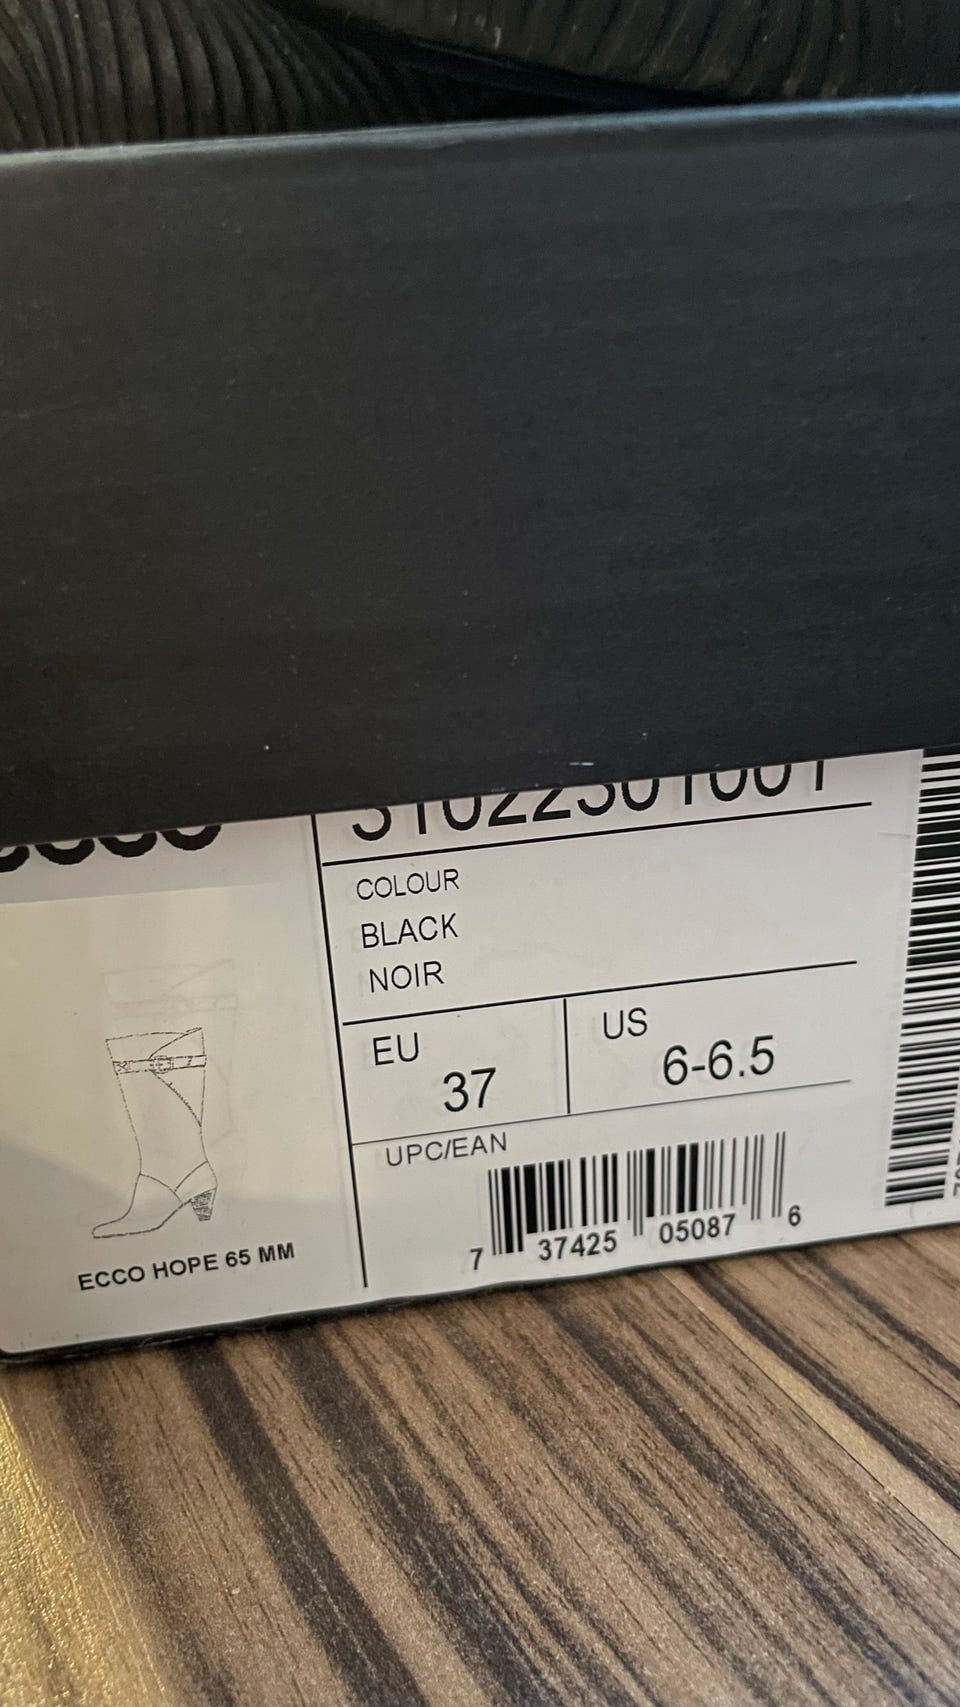 COLOUR
BLACK
NOIR
EU
37
US
6-6.5
UPC/EAN
7 37425 05087 6
ECCO HOPE 65 MM